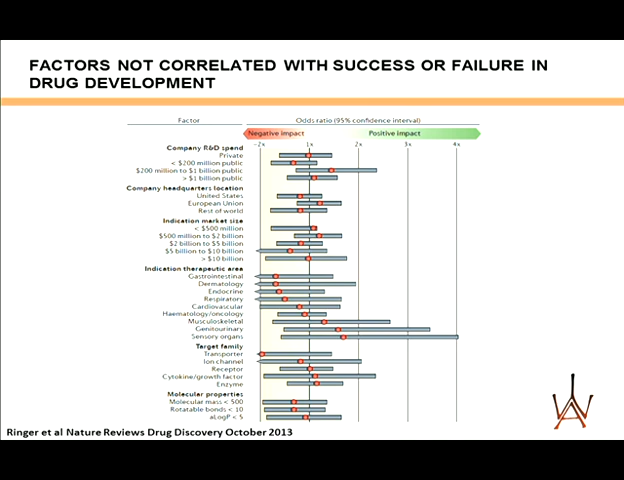 FACTORS NOT CORRELATED WITH SUCCESS OR FAILURE IN
DRUG DEVELOPMENT
Factor
Odds ratio (95% confidence interval)
Negative impact
Positive impact
-2x 1x 2x 3x 4x
Company R&D spend
Private
< $200 million public
$200 million to $1 billion public
> $1 billion public
Company headquarters location
United States
European Union
Rest of world
Indication market size
< $500 million
$500 million to $2 billion
$2 billion to $5 billion
$5 billion to $10 billion
> $10 billion
Indication therapeutic area
Gastrointestinal
Dermatology
Endocrine
Respiratory
Cardiovascular
Haematology/oncology
Musculoskeletal
Genitourinary
Sensory organs
Target family
Transporter
Ion channel
Receptor
Cytokine/growth factor
Enzyme
Molecular properties
Molecular mass < 500
Rotatable bonds < 10
aLogP < 5
Ringer et al Nature Reviews Drug Discovery October 2013